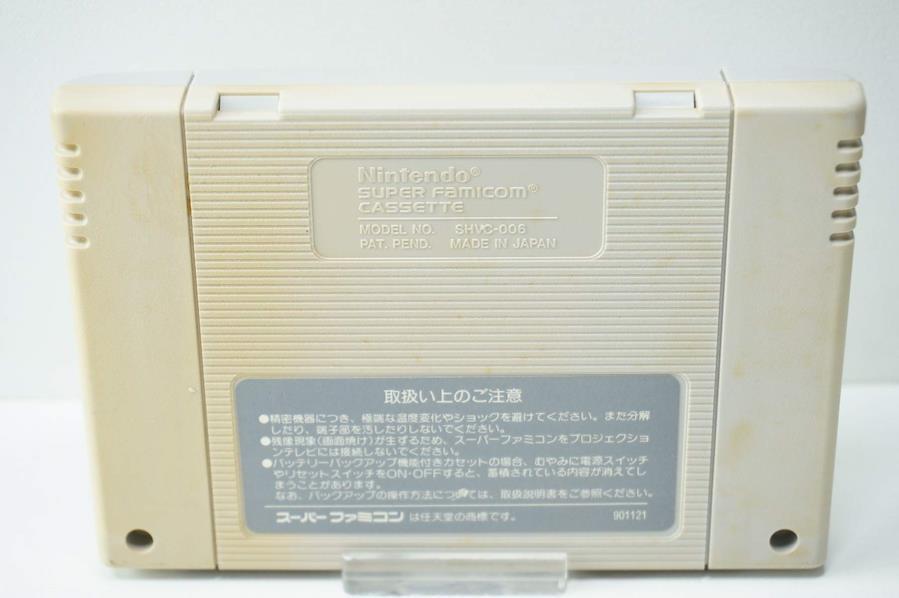 Nintendo®
SUPER FAMICOM®
CASSETTE
MODEL NO. SHVC-006
PAT. PEND. MADE IN JAPAN
取扱い上のご注意
●精密機器につき、極端な温度変化やショックを避けてください。また分解
したり、端子部を汚したりしないでください。
●残像現象(画面焼け)が生ずるため、スーパーファミコンをプロジェクショ
ンテレビには接続しないでください。
●バッテリーバックアップ機能付きカセットの場合、むやみに電源スイッチ
やリセットスイッチをON・OFFすると、蓄積されている内容が消えてし
まうことがあります。
なお、バックアップの操作方法については、取扱説明書をご参照ください。
スーパーファミコンは任天堂の商標です。 901121